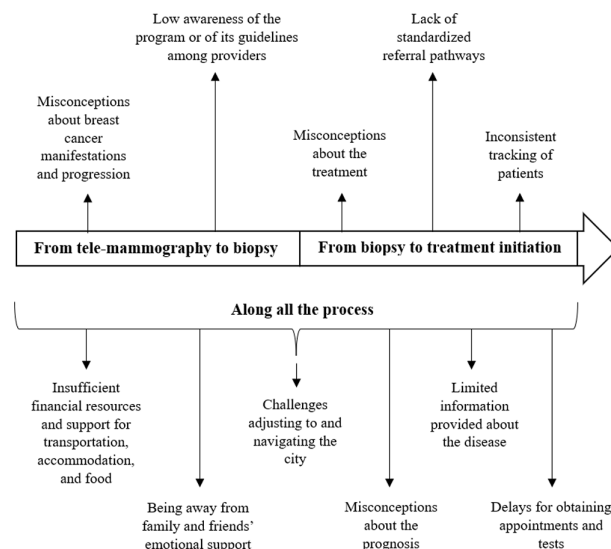 Low awareness of the
program or of its guidelines
among providers
Lack of
standardized
referral pathways
Misconceptions
about breast
cancer
manifestations
and progression
Misconceptions
about the
treatment
Inconsistent
tracking of
patients
From tele-mammography to biopsy
From biopsy to treatment initiation
Along all the process
Insufficient
financial resources
and support for
transportation,
accommodation,
and food
Challenges
adjusting to and
navigating the
city
Limited
information
provided about
the disease
Being away from
family and friends’
emotional support
Misconceptions
about the
prognosis
Delays for obtaining
appointments and
tests